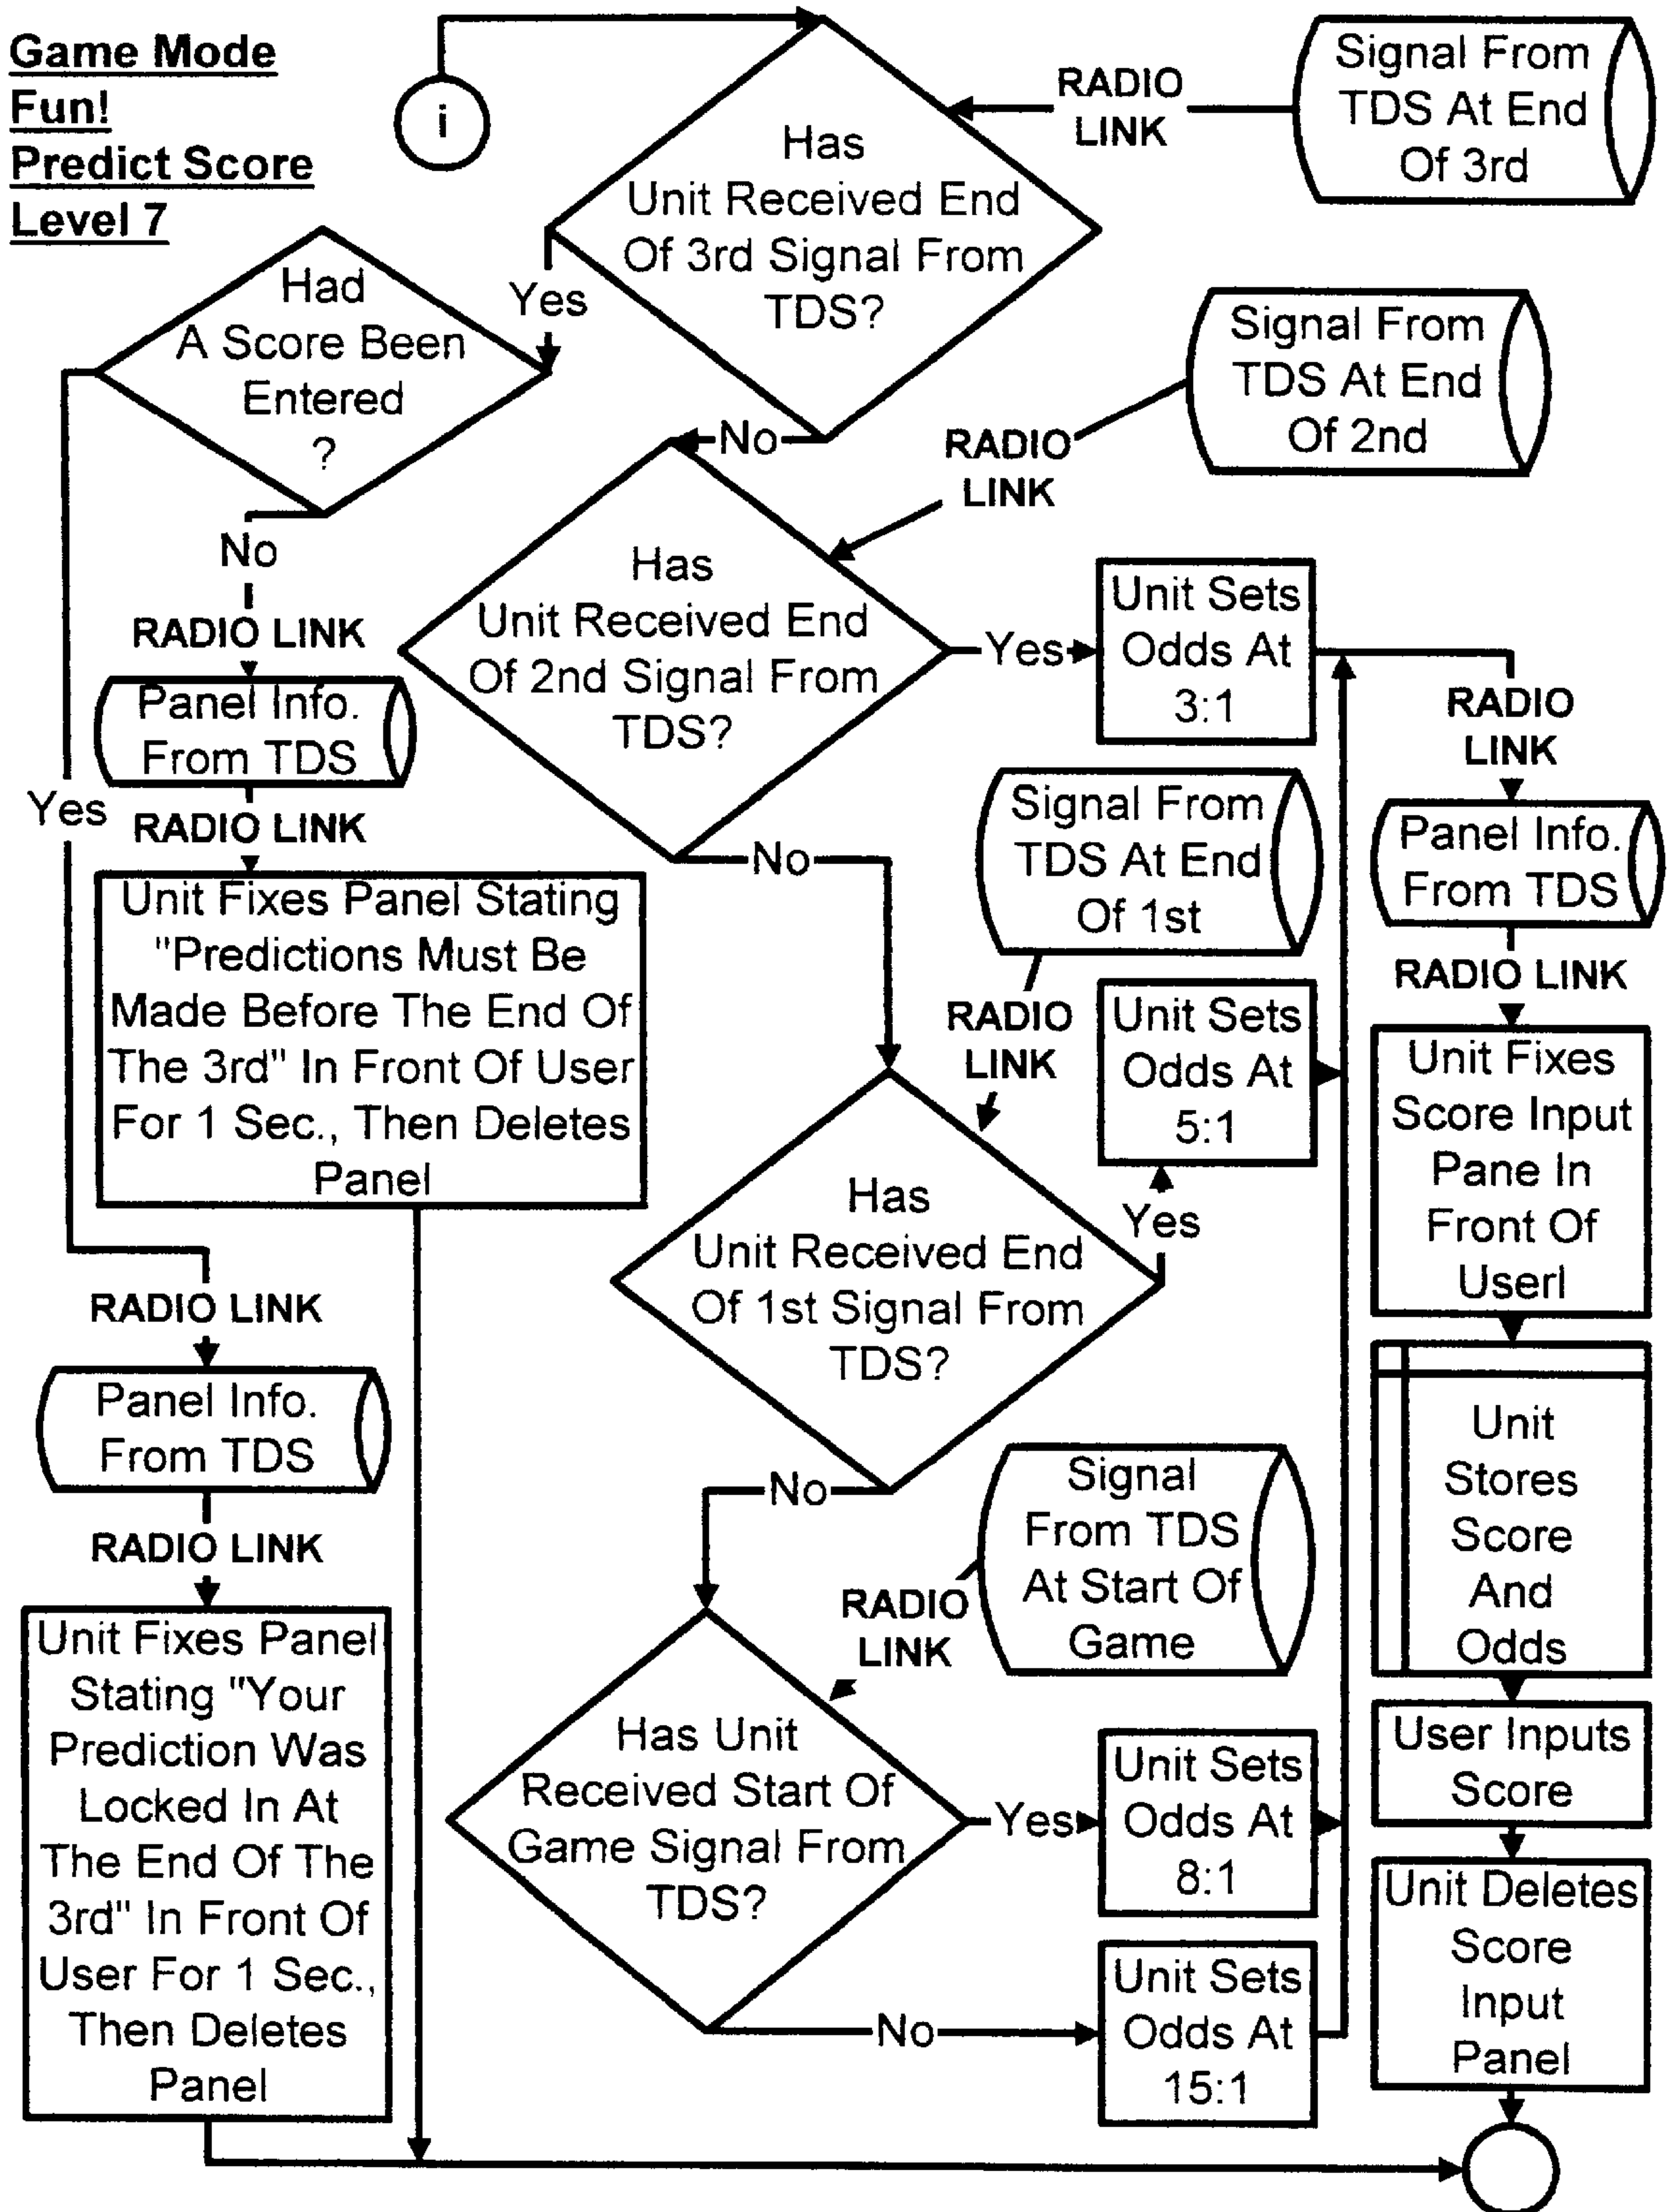 Game Mode
Fun!
Predict Score
Level 7
i
Has
Unit Received End
Of 3rd Signal From
TDS?
RADIO
LINK
Signal From
TDS At End
Of 3rd
Yes
Had
A Score Been
Entered
?
No
RADIO
LINK
Signal From
TDS At End
Of 2nd
No
RADIO LINK
Panel Info.
From TDS
RADIO LINK
Yes
Unit Fixes Panel Stating
"Predictions Must Be
Made Before The End Of
The 3rd" In Front Of User
For 1 Sec., Then Deletes
Panel
RADIO LINK
Panel Info.
From TDS
RADIO LINK
Unit Fixes Panel
Stating "Your
Prediction Was
Locked In At
The End Of The
3rd" In Front Of
User For 1 Sec.,
Then Deletes
Panel
Has
Unit Received End
Of 2nd Signal From
TDS?
Yes
Unit Sets
Odds At
3:1
No
Signal From
TDS At End
Of 1st
RADIO
LINK
Has
Unit Received End
Of 1st Signal From
TDS?
Yes
Unit Sets
Odds At
5:1
No
Signal
From TDS
At Start Of
Game
RADIO
LINK
Has Unit
Received Start Of
Game Signal From
TDS?
Yes
Unit Sets
Odds At
8:1
No
Unit Sets
Odds At
15:1
RADIO
LINK
Panel Info.
From TDS
RADIO LINK
Unit Fixes
Score Input
Pane In
Front Of
Userl
Unit
Stores
Score
And
Odds
User Inputs
Score
Unit Deletes
Score
Input
Panel